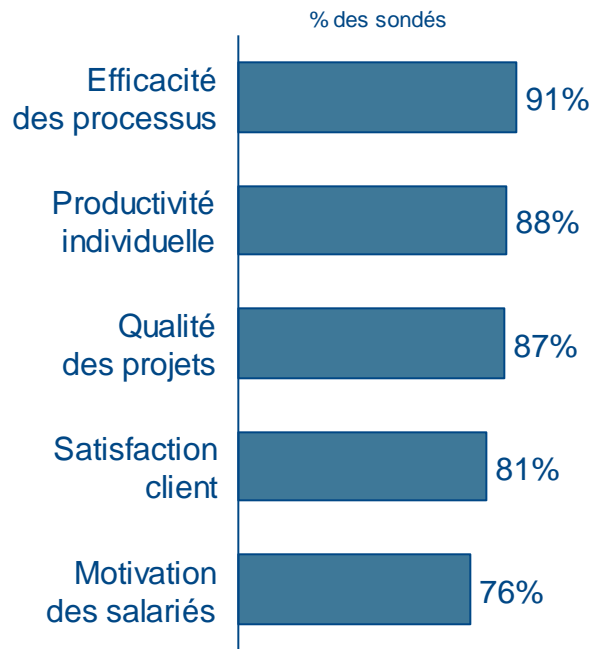 % des sondés
Efficacité
des processus
91%
Productivité
individuelle
88%
Qualité
des projets
87%
Satisfaction
client
81%
Motivation
des salariés
76%